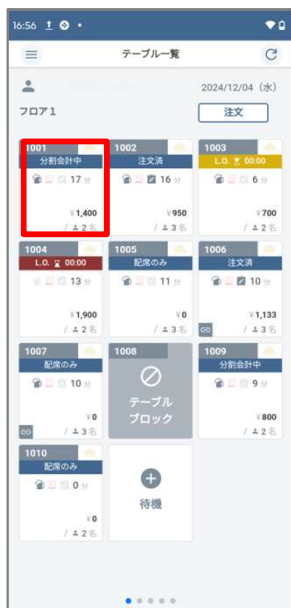 16:56
テーブル一覧
2024/12/04 (水)
フロア1
注文
1001
分割会計中
17 分
¥1,400
/ 2 名
1002
注文済
16 分
¥950
/ 3 名
1003
L.O. 00:00
6 分
¥700
/ 2 名
1004
L.O. 00:00
13 分
¥1,900
/ 2 名
1005
配席のみ
11 分
¥0
/ 3 名
1006
注文済
10 分
¥1,133
/ 3 名
1007
配席のみ
10 分
¥0
/ 3 名
1008
テーブル
ブロック
1009
分割会計中
9 分
¥800
/ 2 名
1010
配席のみ
0 分
¥0
/ 2 名
待機